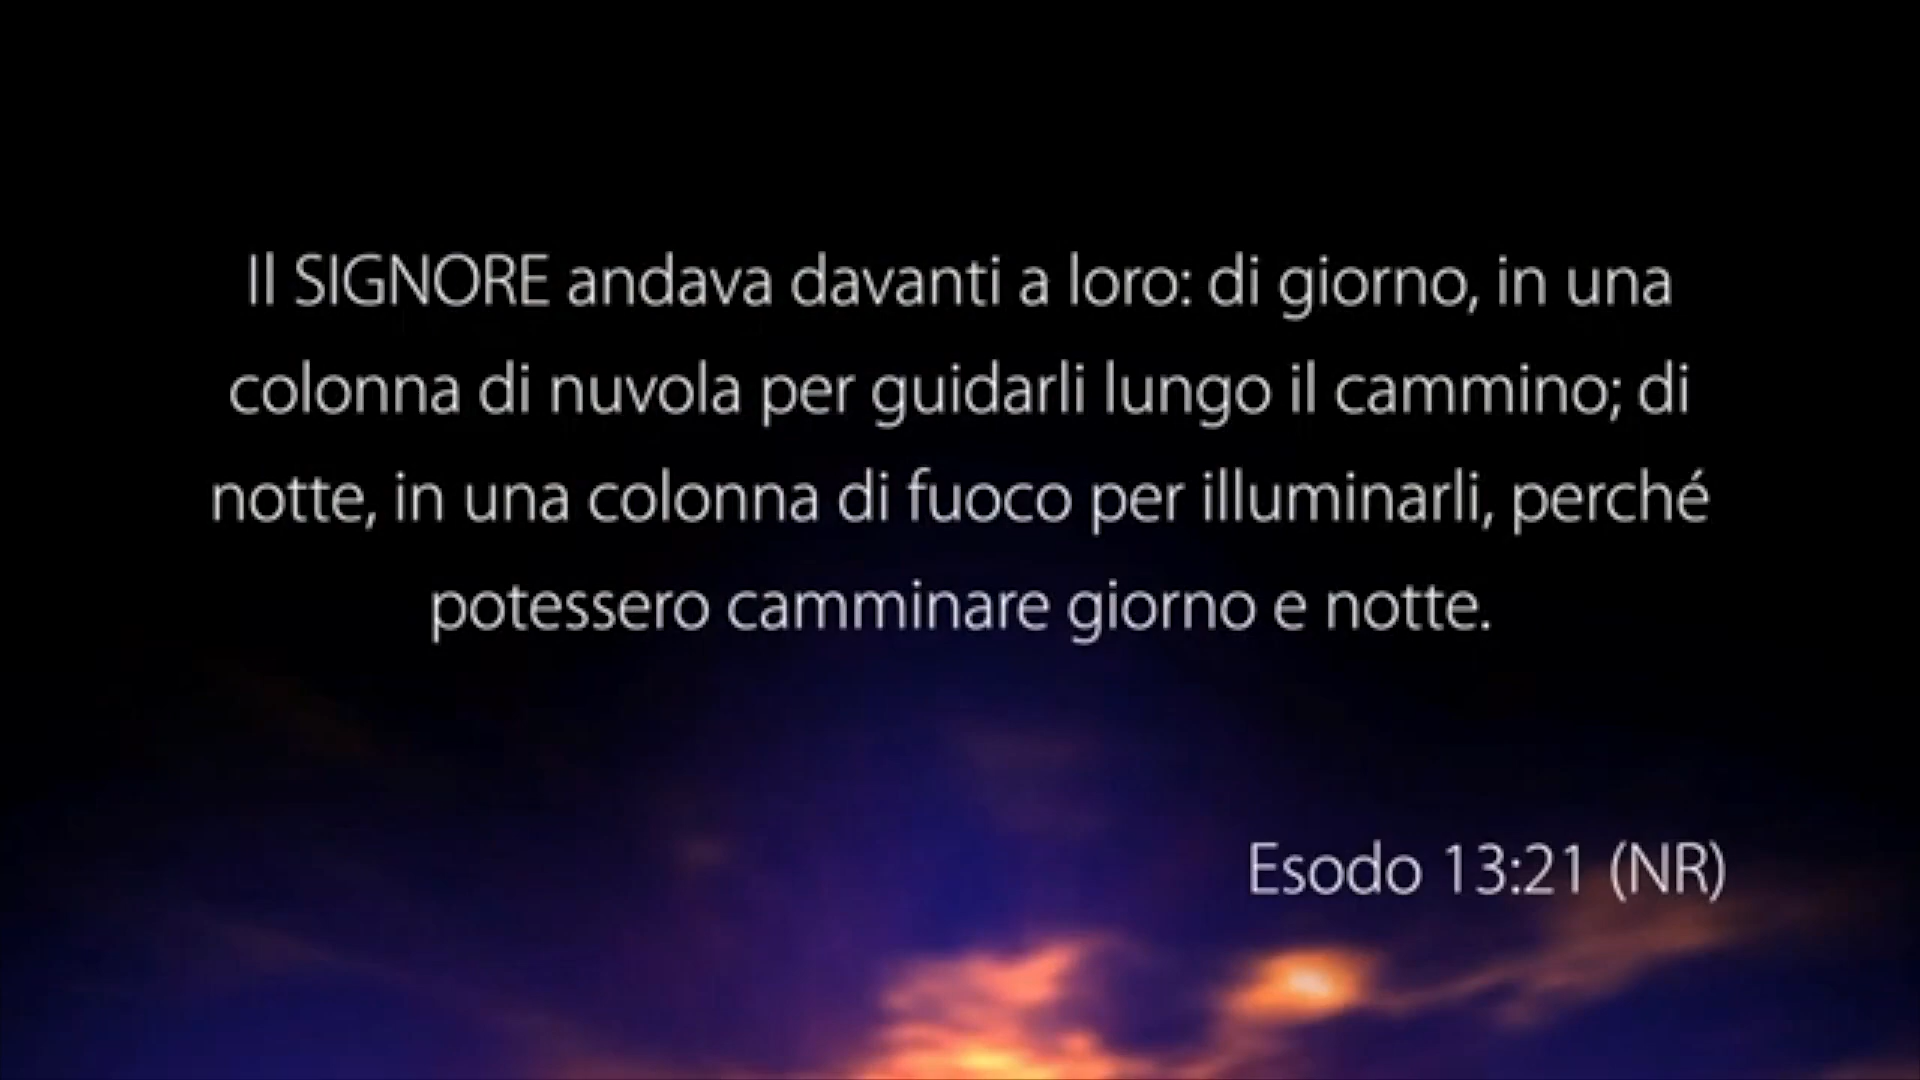 Il SIGNORE andava davanti a loro: di giorno, in una
colonna di nuvola per guidarli lungo il cammino; di
notte, in una colonna di fuoco per illuminarli, perché
potessero camminare giorno e notte.
Esodo 13:21 (NR)